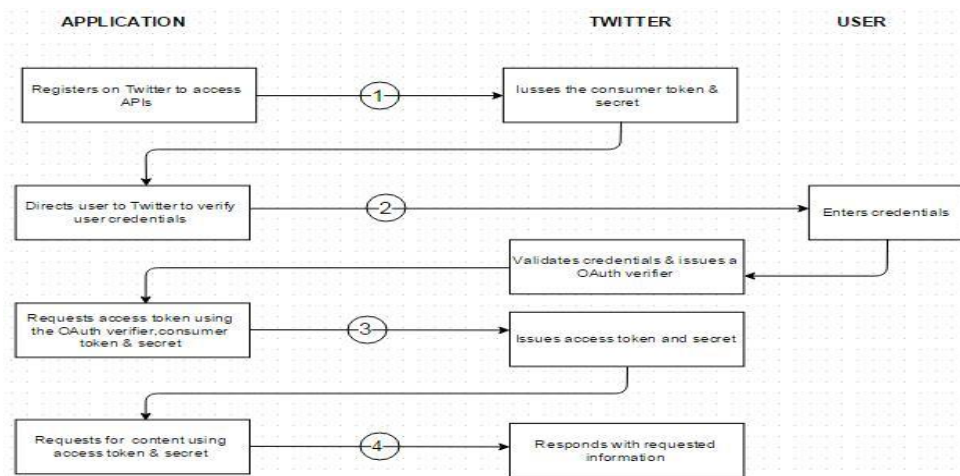 APPLICATION TWITTER USER
Registers on Twitter to access
APIs
1
Iusses the consumer token &
secret
Directs user to Twitter to verify
user credentials
2
Enters credentials
Validates credentials & issues a
OAuth verifier
Requests access token using
the OAuth verifier,consumer
token & secret
3
Issues access token and secret
Requests for content using
access token & secret
4
Responds with requested
information